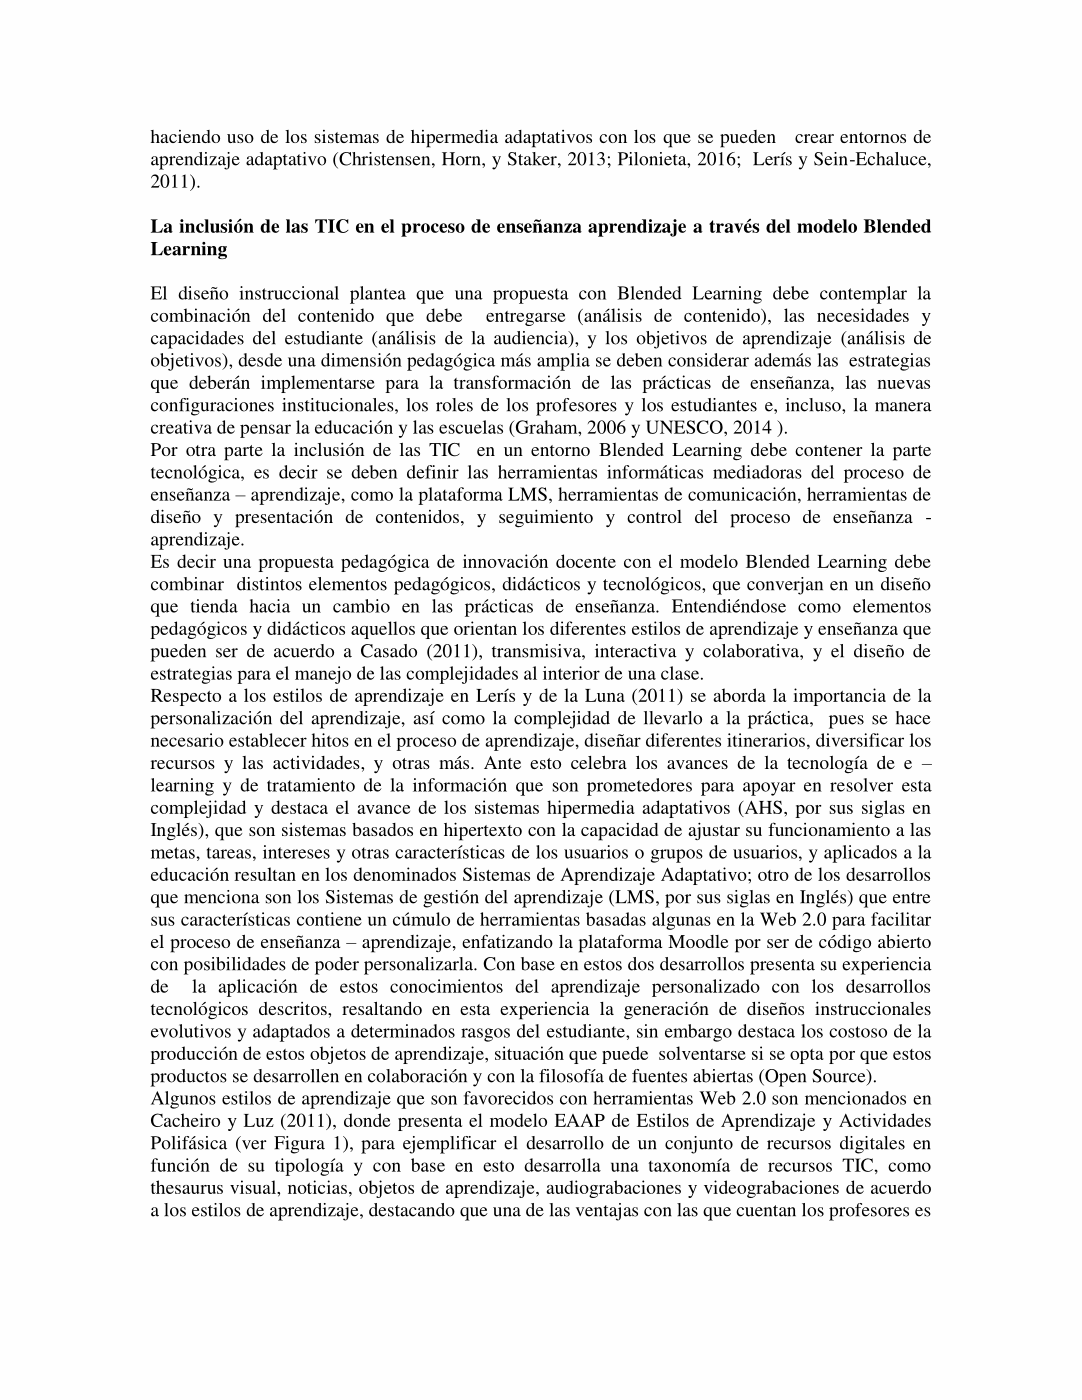 haciendo uso de los sistemas de hipermedia adaptativos con los que se pueden crear entornos de
aprendizaje adaptativo (Christensen, Horn, y Staker, 2013; Pilonieta, 2016; Lerís y Sein-Echaluce,
2011).
La inclusión de las TIC en el proceso de enseñanza aprendizaje a través del modelo Blended
Learning
El diseño instruccional plantea que una propuesta con Blended Learning debe contemplar la
combinación del contenido que debe entregarse (análisis de contenido), las necesidades y
capacidades del estudiante (análisis de la audiencia), y los objetivos de aprendizaje (análisis de
objetivos), desde una dimensión pedagógica más amplia se deben considerar además las estrategias
que deberán implementarse para la transformación de las prácticas de enseñanza, las nuevas
configuraciones institucionales, los roles de los profesores y los estudiantes e, incluso, la manera
creativa de pensar la educación y las escuelas (Graham, 2006 y UNESCO, 2014 ).
Por otra parte la inclusión de las TIC en un entorno Blended Learning debe contener la parte
tecnológica, es decir se deben definir las herramientas informáticas mediadoras del proceso de
enseñanza – aprendizaje, como la plataforma LMS, herramientas de comunicación, herramientas de
diseño y presentación de contenidos, y seguimiento y control del proceso de enseñanza -
aprendizaje.
Es decir una propuesta pedagógica de innovación docente con el modelo Blended Learning debe
combinar distintos elementos pedagógicos, didácticos y tecnológicos, que converjan en un diseño
que tienda hacia un cambio en las prácticas de enseñanza. Entendiéndose como elementos
pedagógicos y didácticos aquellos que orientan los diferentes estilos de aprendizaje y enseñanza que
pueden ser de acuerdo a Casado (2011), transmisiva, interactiva y colaborativa, y el diseño de
estrategias para el manejo de las complejidades al interior de una clase.
Respecto a los estilos de aprendizaje en Lerís y de la Luna (2011) se aborda la importancia de la
personalización del aprendizaje, así como la complejidad de llevarlo a la práctica, pues se hace
necesario establecer hitos en el proceso de aprendizaje, diseñar diferentes itinerarios, diversificar los
recursos y las actividades, y otras más. Ante esto celebra los avances de la tecnología de e –
learning y de tratamiento de la información que son prometedores para apoyar en resolver esta
complejidad y destaca el avance de los sistemas hipermedia adaptativos (AHS, por sus siglas en
Inglés), que son sistemas basados en hipertexto con la capacidad de ajustar su funcionamiento a las
metas, tareas, intereses y otras características de los usuarios o grupos de usuarios, y aplicados a la
educación resultan en los denominados Sistemas de Aprendizaje Adaptativo; otro de los desarrollos
que menciona son los Sistemas de gestión del aprendizaje (LMS, por sus siglas en Inglés) que entre
sus características contiene un cúmulo de herramientas basadas algunas en la Web 2.0 para facilitar
el proceso de enseñanza – aprendizaje, enfatizando la plataforma Moodle por ser de código abierto
con posibilidades de poder personalizarla. Con base en estos dos desarrollos presenta su experiencia
de la aplicación de estos conocimientos del aprendizaje personalizado con los desarrollos
tecnológicos descritos, resaltando en esta experiencia la generación de diseños instruccionales
evolutivos y adaptados a determinados rasgos del estudiante, sin embargo destaca los costoso de la
producción de estos objetos de aprendizaje, situación que puede solventarse si se opta por que estos
productos se desarrollen en colaboración y con la filosofía de fuentes abiertas (Open Source).
Algunos estilos de aprendizaje que son favorecidos con herramientas Web 2.0 son mencionados en
Cacheiro y Luz (2011), donde presenta el modelo EAAP de Estilos de Aprendizaje y Actividades
Polifásica (ver Figura 1), para ejemplificar el desarrollo de un conjunto de recursos digitales en
función de su tipología y con base en esto desarrolla una taxonomía de recursos TIC, como
thesaurus visual, noticias, objetos de aprendizaje, audiograbaciones y videograbaciones de acuerdo
a los estilos de aprendizaje, destacando que una de las ventajas con las que cuentan los profesores es